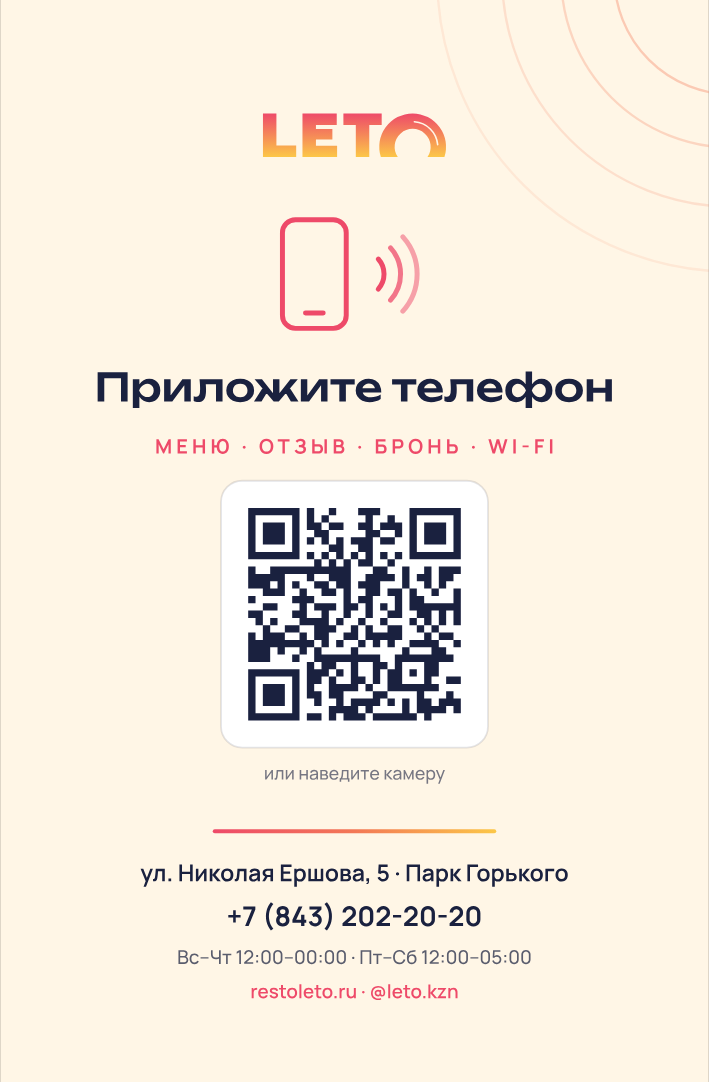 LETO
Приложите телефон
МЕНЮ · ОТЗЫВ · БРОНЬ · WI-FI
или наведите камеру
ул. Николая Ершова, 5 · Парк Горького
+7 (843) 202-20-20
Вс–Чт 12:00–00:00 · Пт–Сб 12:00–05:00
restoleto.ru · @leto.kzn